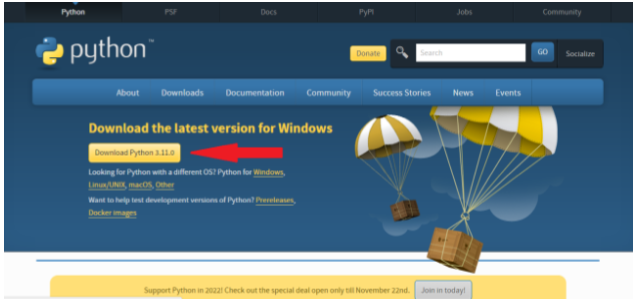 Python PSF Docs PyPI Jobs Community
python™
Donate Search GO Socialize
About Downloads Documentation Community Success Stories News Events
Download the latest version for Windows
Download Python 3.11.0
Looking for Python with a different OS? Python for Windows,
Linux/UNIX, macOS, Other
Want to help test development versions of Python? Prereleases,
Docker images
Support Python in 2022! Check out the special deal open only till November 22nd. Join in today!